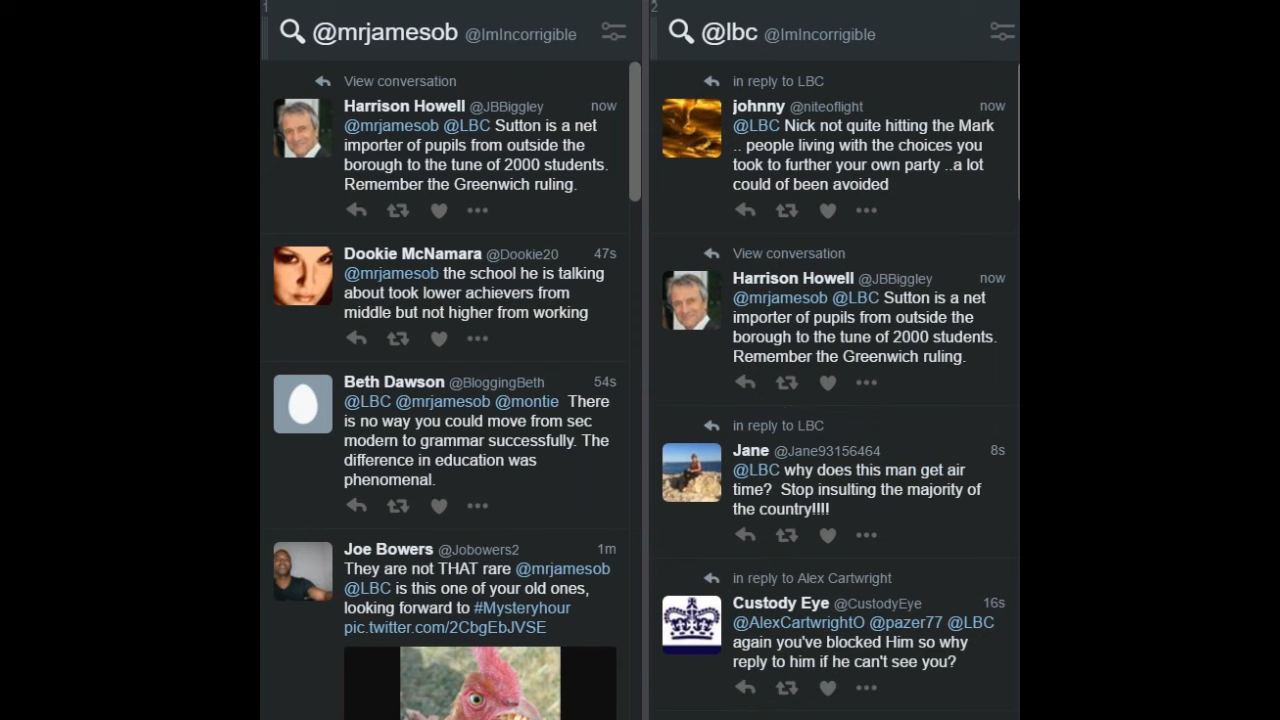 1
@mrjamesob @ImIncorrigible
View conversation
Harrison Howell @JBBiggley now
@mrjamesob @LBC Sutton is a net
importer of pupils from outside the
borough to the tune of 2000 students.
Remember the Greenwich ruling.
Dookie McNamara @Dookie20 47s
@mrjamesob the school he is talking
about took lower achievers from
middle but not higher from working
Beth Dawson @BloggingBeth 54s
@LBC @mrjamesob @montie There
is no way you could move from sec
modern to grammar successfully. The
difference in education was
phenomenal.
Joe Bowers @Jobowers2 1m
They are not THAT rare @mrjamesob
@LBC is this one of your old ones,
looking forward to #Mysteryhour
pic.twitter.com/2CbgEbJVSE
2
@lbc @ImIncorrigible
in reply to LBC
johnny @niteoflight now
@LBC Nick not quite hitting the Mark
.. people living with the choices you
took to further your own party ..a lot
could of been avoided
View conversation
Harrison Howell @JBBiggley now
@mrjamesob @LBC Sutton is a net
importer of pupils from outside the
borough to the tune of 2000 students.
Remember the Greenwich ruling.
in reply to LBC
Jane @Jane93156464 8s
@LBC why does this man get air
time? Stop insulting the majority of
the country!!!!
in reply to Alex Cartwright
Custody Eye @CustodyEye 16s
@AlexCartwrightO @pazer77 @LBC
again you've blocked Him so why
reply to him if he can't see you?